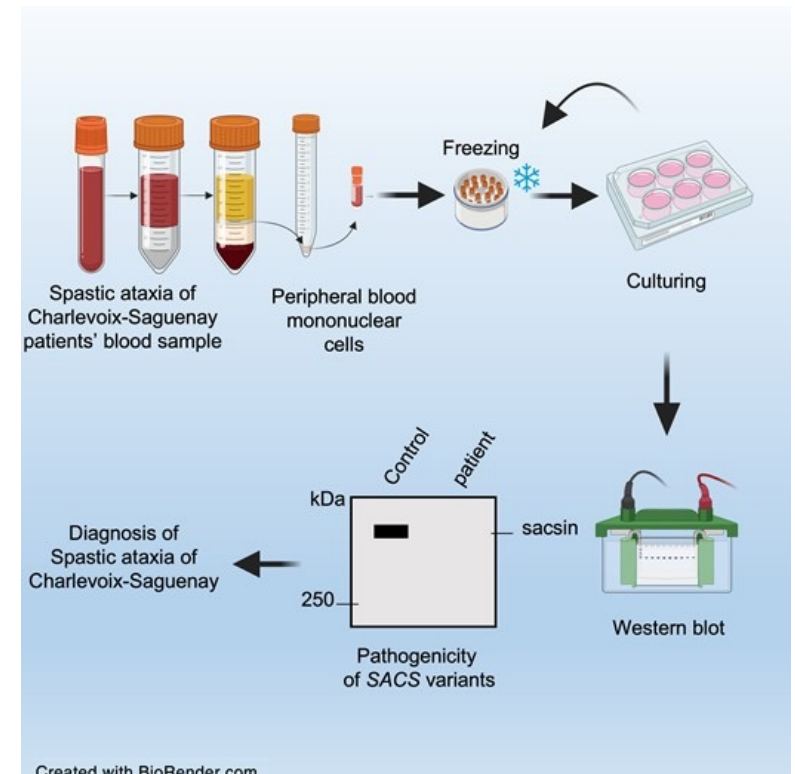 Freezing
Spastic ataxia of
Charlevoix-Saguenay
patients' blood sample
Peripheral blood
mononuclear
cells
Culturing
Control
patient
kDa
sacsin
250
Diagnosis of
Spastic ataxia of
Charlevoix-Saguenay
Western blot
Pathogenicity
of SACS variants
Created with BioRender.com